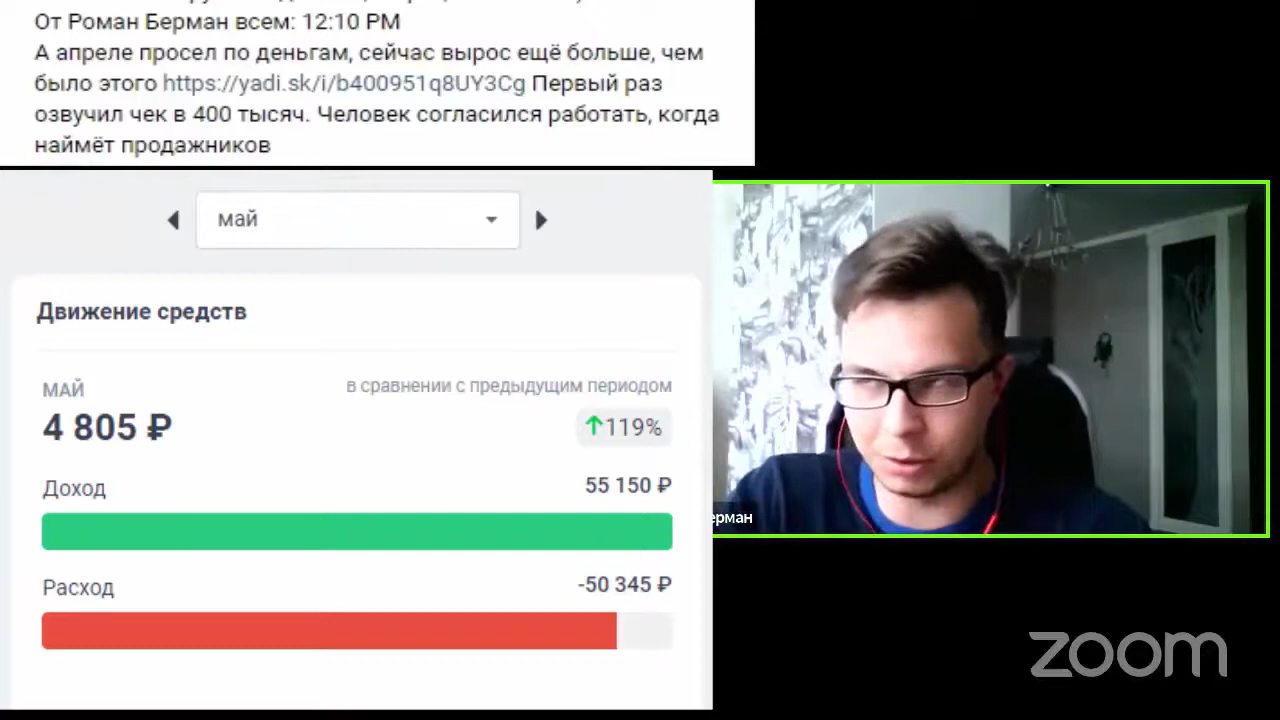 От Роман Берман всем: 12:10 PM
А апреле просел по деньгам, сейчас вырос ещё больше, чем
было этого https://yadi.sk/i/b400951q8UY3Cg Первый раз
озвучил чек в 400 тысяч. Человек согласился работать, когда
наймёт продажников
май
Движение средств
МАЙ
в сравнении с предыдущим периодом
4 805 ₽
119%
Доход
55 150 ₽
Расход
-50 345 ₽
ерман
zoom